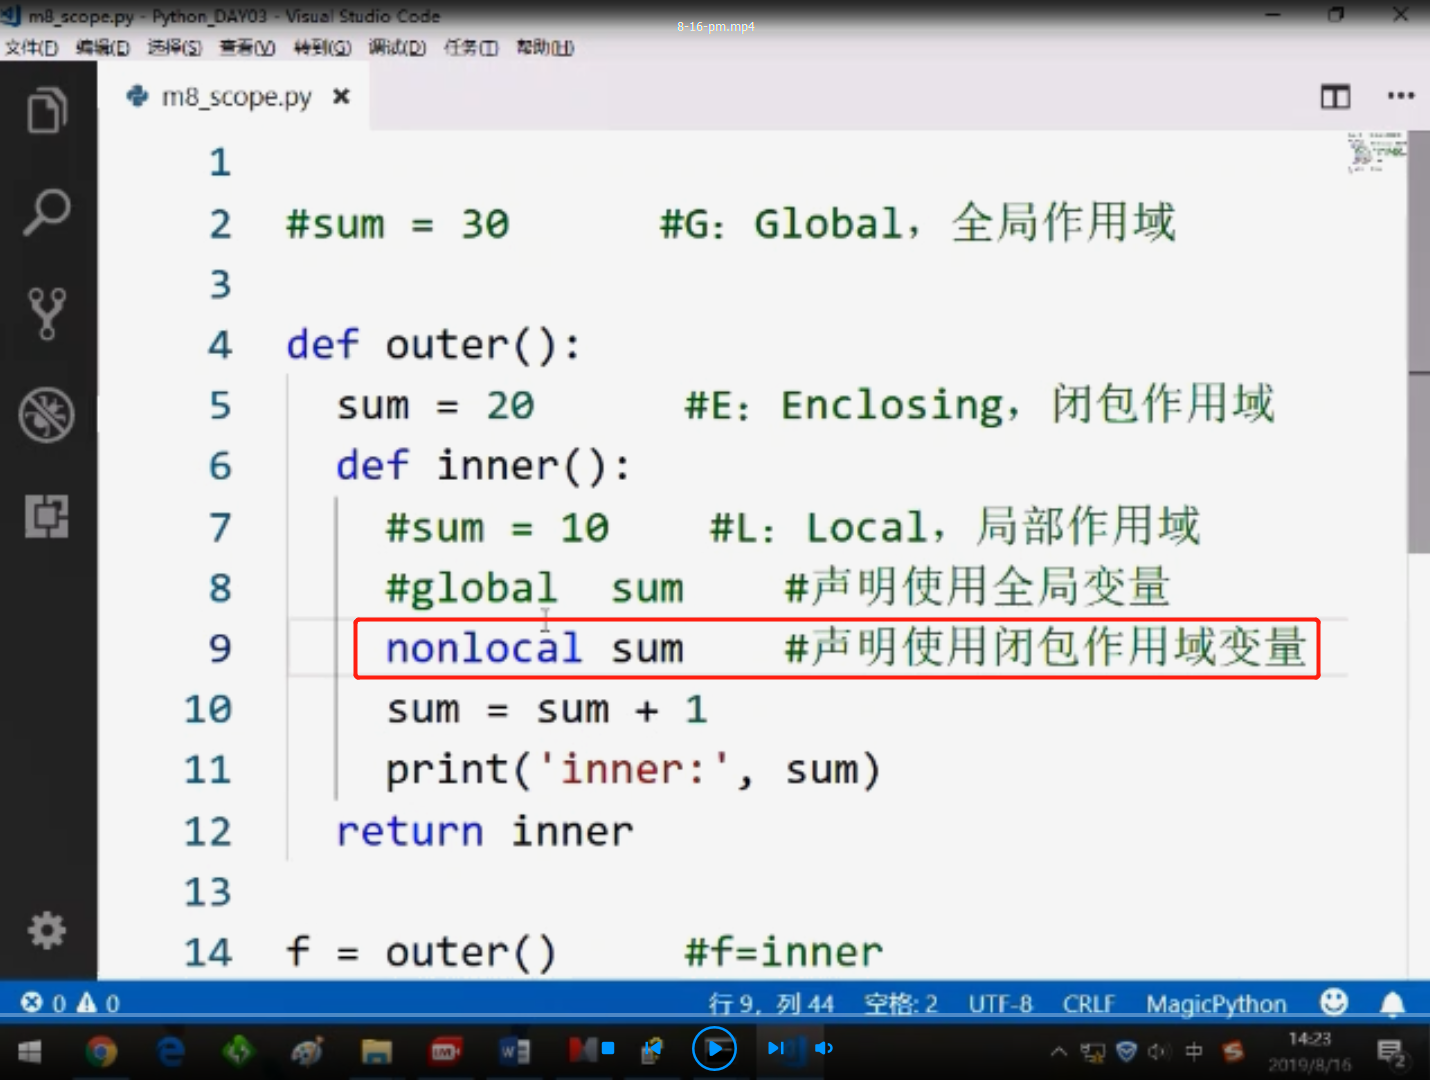 m8_scope.py - Python_DAY03 - Visual Studio Code
8-16-pm.mp4
文件(F) 编辑(E) 选择(S) 查看(V) 转到(G) 调试(D) 任务(T) 帮助(H)
m8_scope.py
1
2 #sum = 30 #G: Global, 全局作用域
3
4 def outer():
5 sum = 20 #E: Enclosing, 闭包作用域
6 def inner():
7 #sum = 10 #L: Local, 局部作用域
8 #global sum #声明使用全局变量
9 nonlocal sum #声明使用闭包作用域变量
10 sum = sum + 1
11 print('inner:', sum)
12 return inner
13
14 f = outer() #f=inner
0 0 行 9, 列 44 空格: 2 UTF-8 CRLF MagicPython
中 14:23
2019/8/16 2